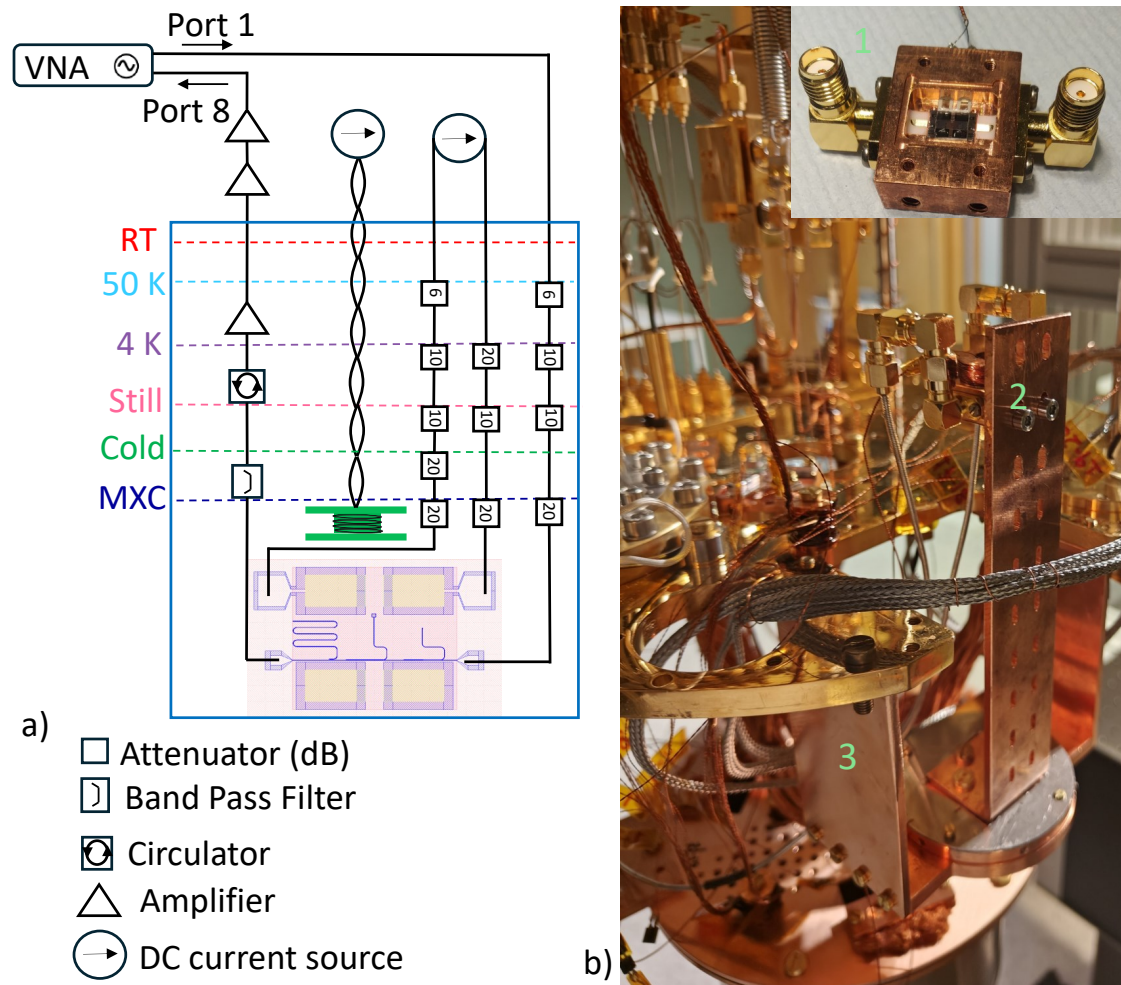 Port 1
VNA
Port 8
RT
50 K
6
6
4 K
10
20
10
Still
10
10
10
Cold
20
MXC
20
20
20
a)
Attenuator (dB)
Band Pass Filter
Circulator
Amplifier
DC current source
1
2
3
b)